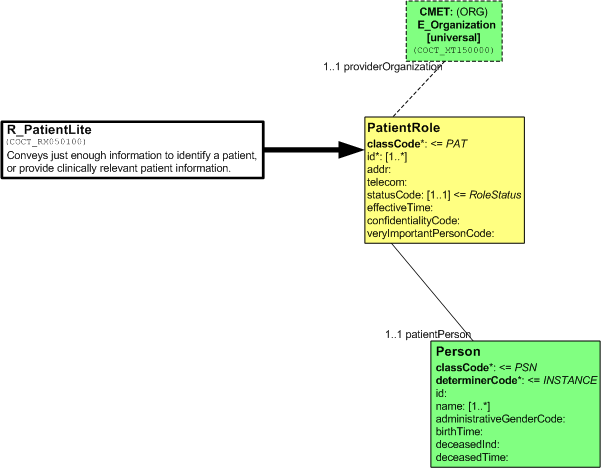 CMET: (ORG)
E_Organization
[universal]
(COCT_MT150000)
1..1 providerOrganization
R_PatientLite
(COCT_RM050100)
Conveys just enough information to identify a patient,
or provide clinically relevant patient information.
PatientRole
classCode*: <= PAT
id*: [1..*]
addr:
telecom:
statusCode: [1..1] <= RoleStatus
effectiveTime:
confidentialityCode:
veryImportantPersonCode:
1..1 patientPerson
Person
classCode*: <= PSN
determinerCode*: <= INSTANCE
id:
name: [1..*]
administrativeGenderCode:
birthTime:
deceasedInd:
deceasedTime: